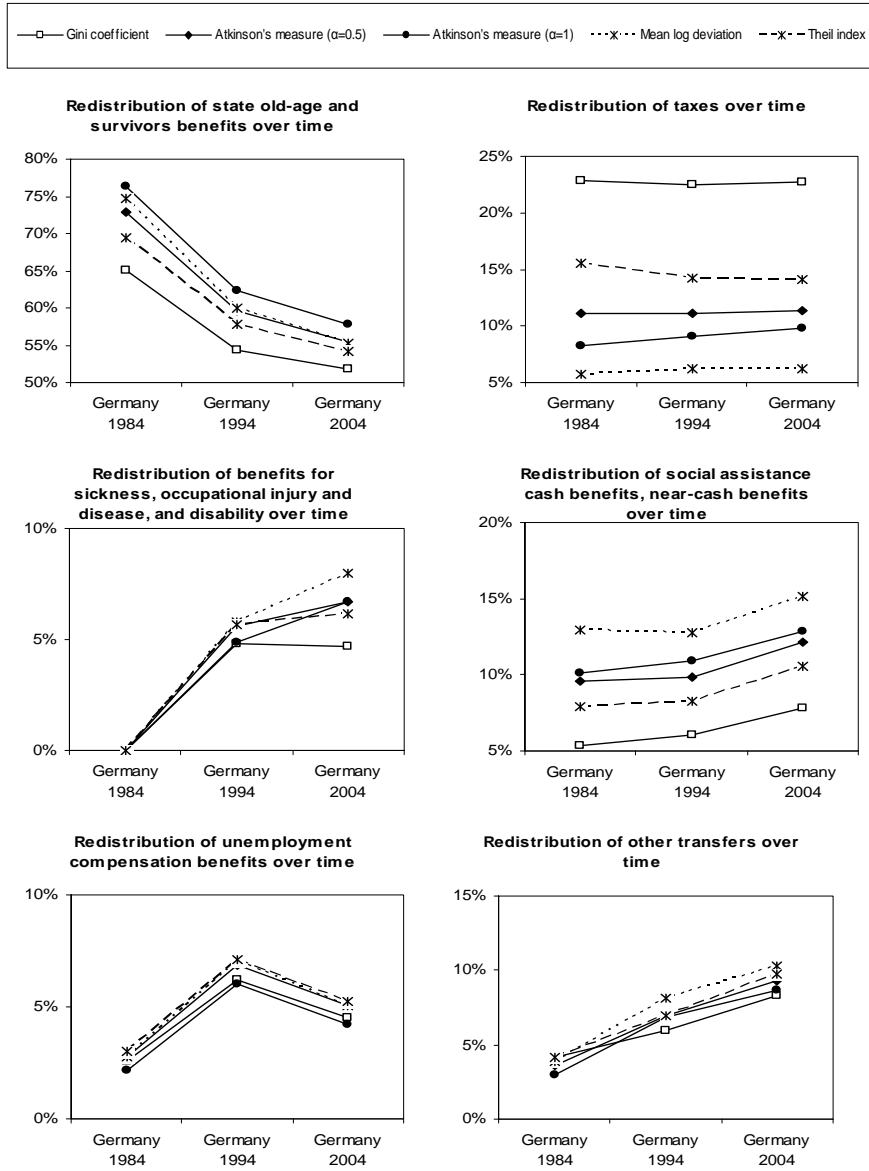 Gini coefficient Atkinson's measure (α=0.5) Atkinson's measure (α=1) Mean log deviation Theil index
Redistribution of state old-age and
survivors benefits over time
80%
75%
70%
65%
60%
55%
50%
Germany
1984
Germany
1994
Germany
2004
Redistribution of taxes over time
25%
20%
15%
10%
5%
Germany
1984
Germany
1994
Germany
2004
Redistribution of benefits for
sickness, occupational injury and
disease, and disability over time
10%
5%
0%
Germany
1984
Germany
1994
Germany
2004
Redistribution of social assistance
cash benefits, near-cash benefits
over time
20%
15%
10%
5%
Germany
1984
Germany
1994
Germany
2004
Redistribution of unemployment
compensation benefits over time
10%
5%
0%
Germany
1984
Germany
1994
Germany
2004
Redistribution of other transfers over
time
15%
10%
5%
0%
Germany
1984
Germany
1994
Germany
2004